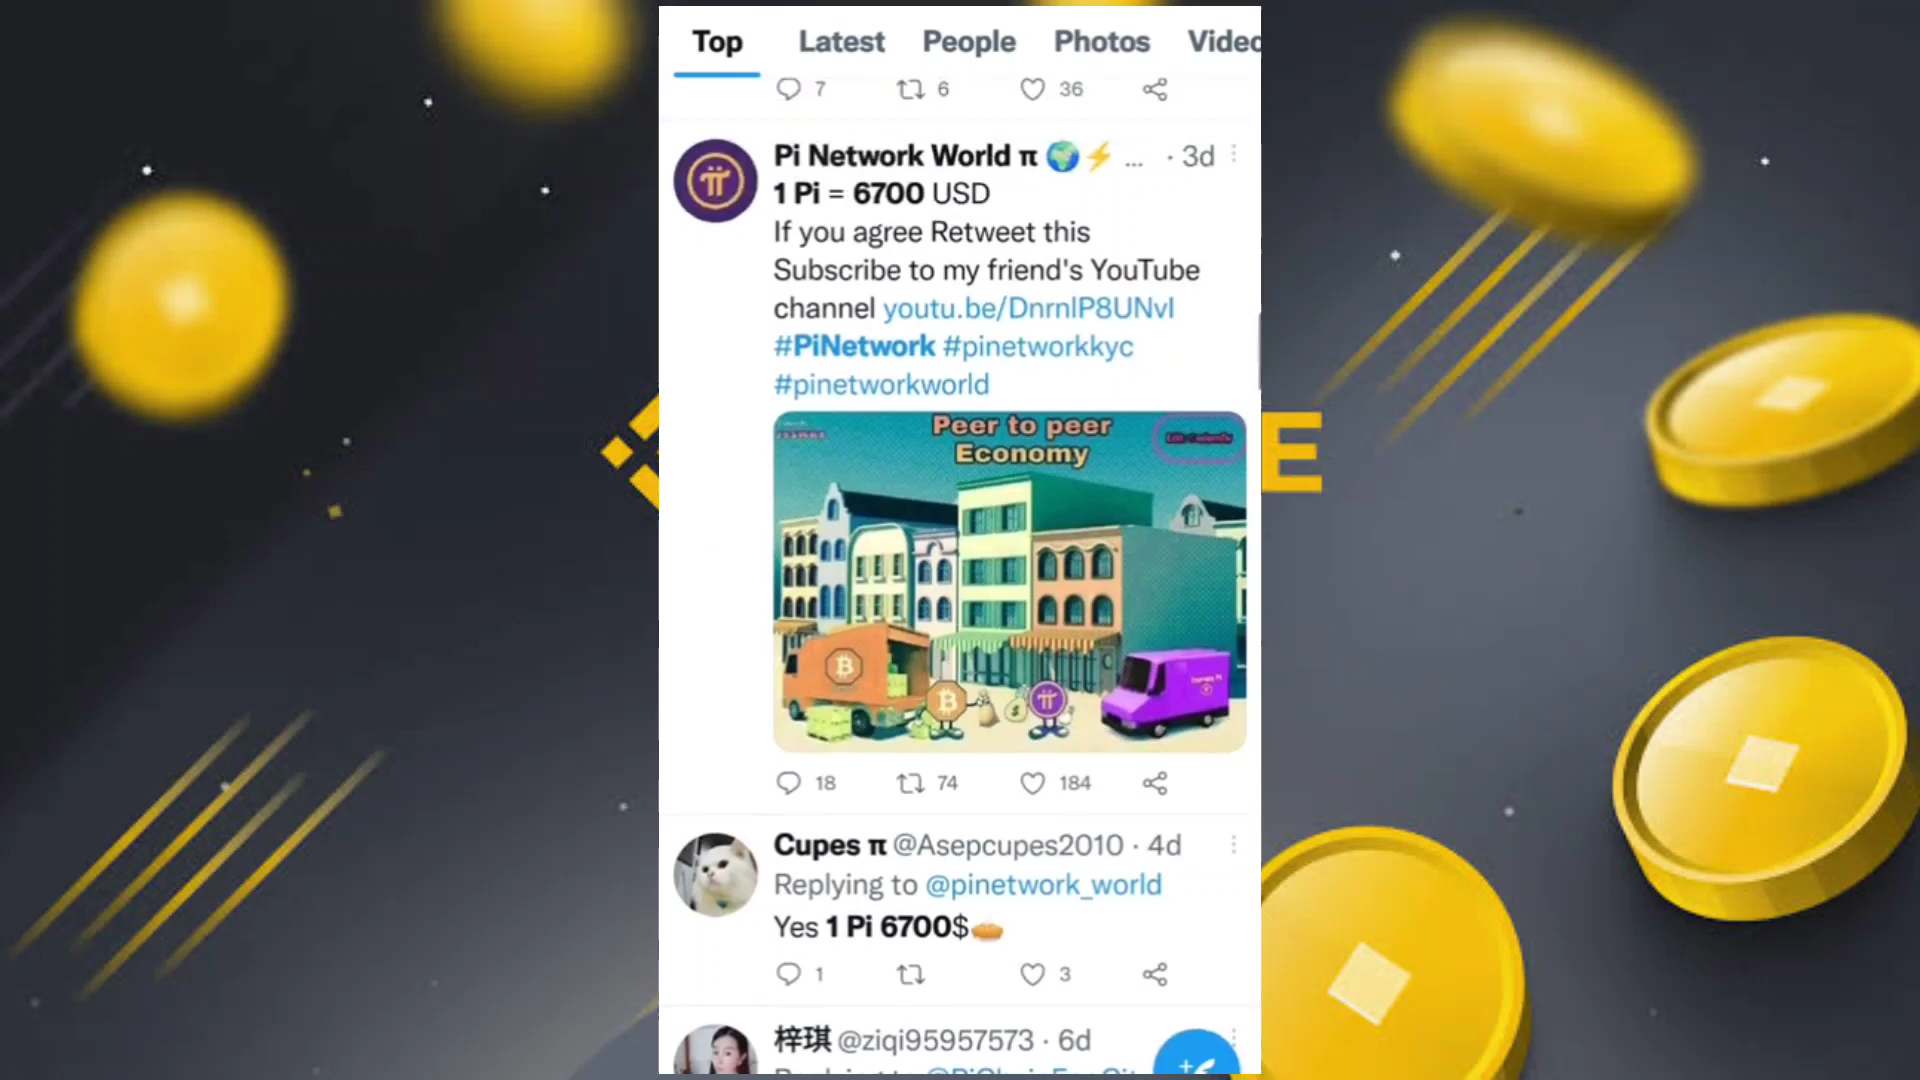 Top Latest People Photos Videc
7 6 36
Pi Network World π 🌍⚡ ... · 3d
1 Pi = 6700 USD
If you agree Retweet this
Subscribe to my friend's YouTube
channel youtu.be/DnrnlP8UNvI
#PiNetwork #pinetworkkyc
#pinetworkworld
Peer to peer
Economy
E
18 74 184
Cupes π @Asepcupes2010 · 4d
Replying to @pinetwork_world
Yes 1 Pi 6700$🥧
1 3
梓琪 @ziqi95957573 · 6d